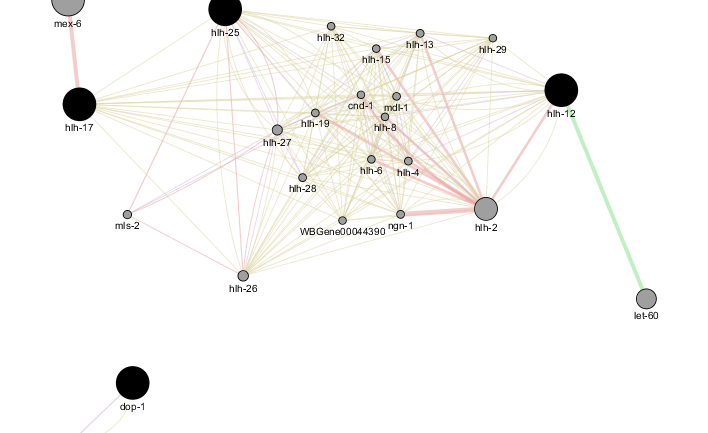 mex-6
hlh-25
hlh-32
hlh-13
hlh-29
hlh-15
hlh-17
cnd-1
mdl-1
hlh-12
hlh-19
hlh-8
hlh-27
hlh-6
hlh-4
hlh-28
mls-2
WBGene00044390
ngn-1
hlh-2
hlh-26
let-60
dop-1